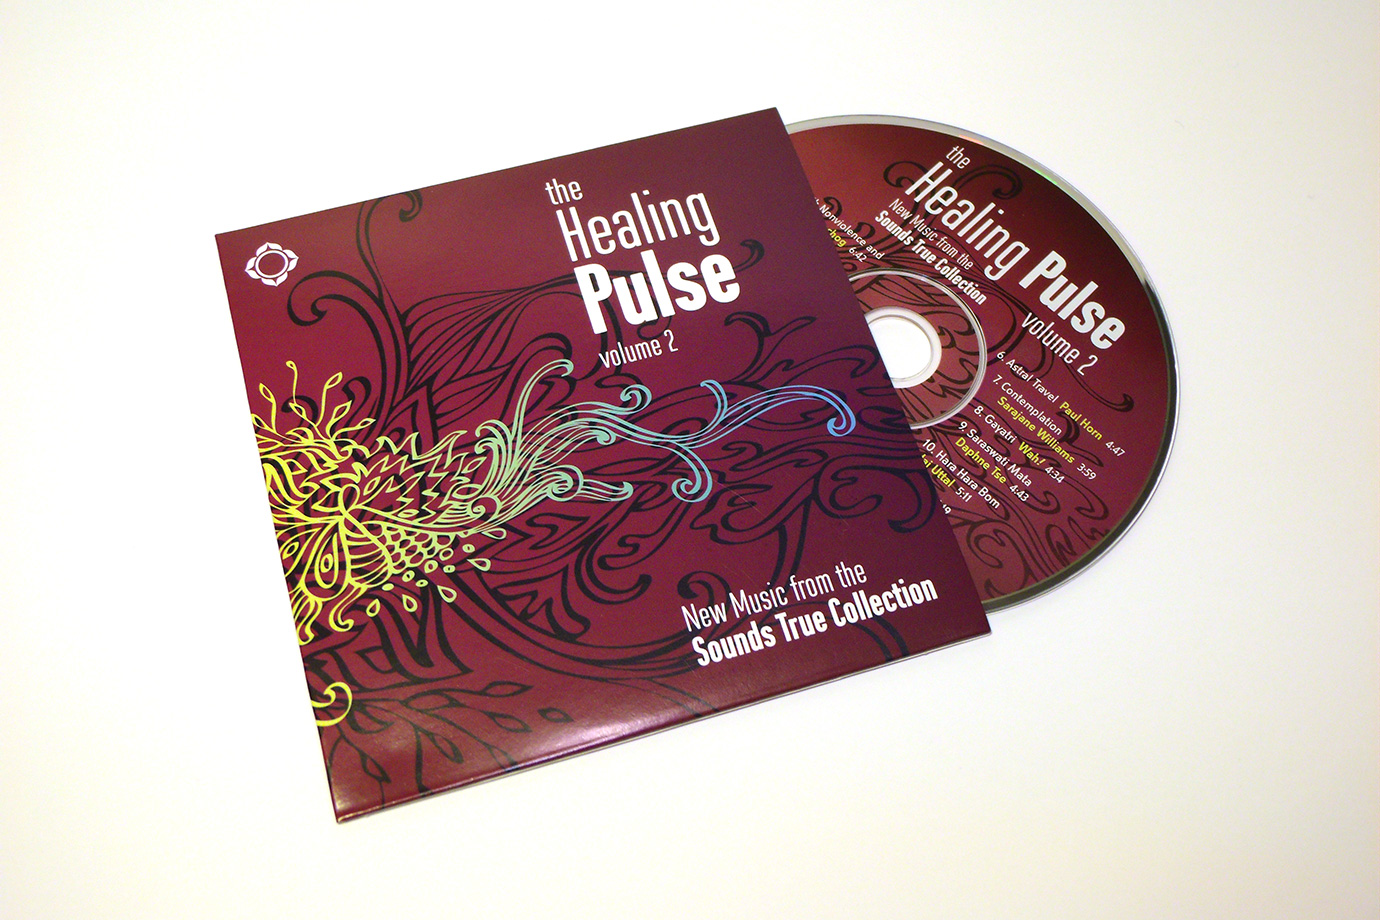 the
Healing
Pulse
volume 2
New Music from the
Sounds True Collection
the
Healing Pulse
New Music from the
Sounds True Collection
volume 2
Nonviolence and
6:42
6. Astral Travel Paul Horn 4:47
7. Contemplation
Sarajane Williams 3:59
8. Gayatri Wah! 4:34
9. Saraswati Mata
Daphne Tse 4:43
10. Hara Hara Bom
Uttal 5:11